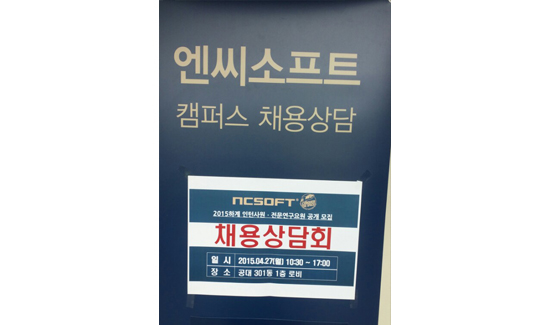 엔씨소프트
캠퍼스 채용상담
NCSOFT®
2015하계 인턴사원 · 전문연구요원 공개 모집
채용상담회
일 시 2015.04.27(월) 10:30 ~ 17:00
장 소 공대 301동 1층 로비